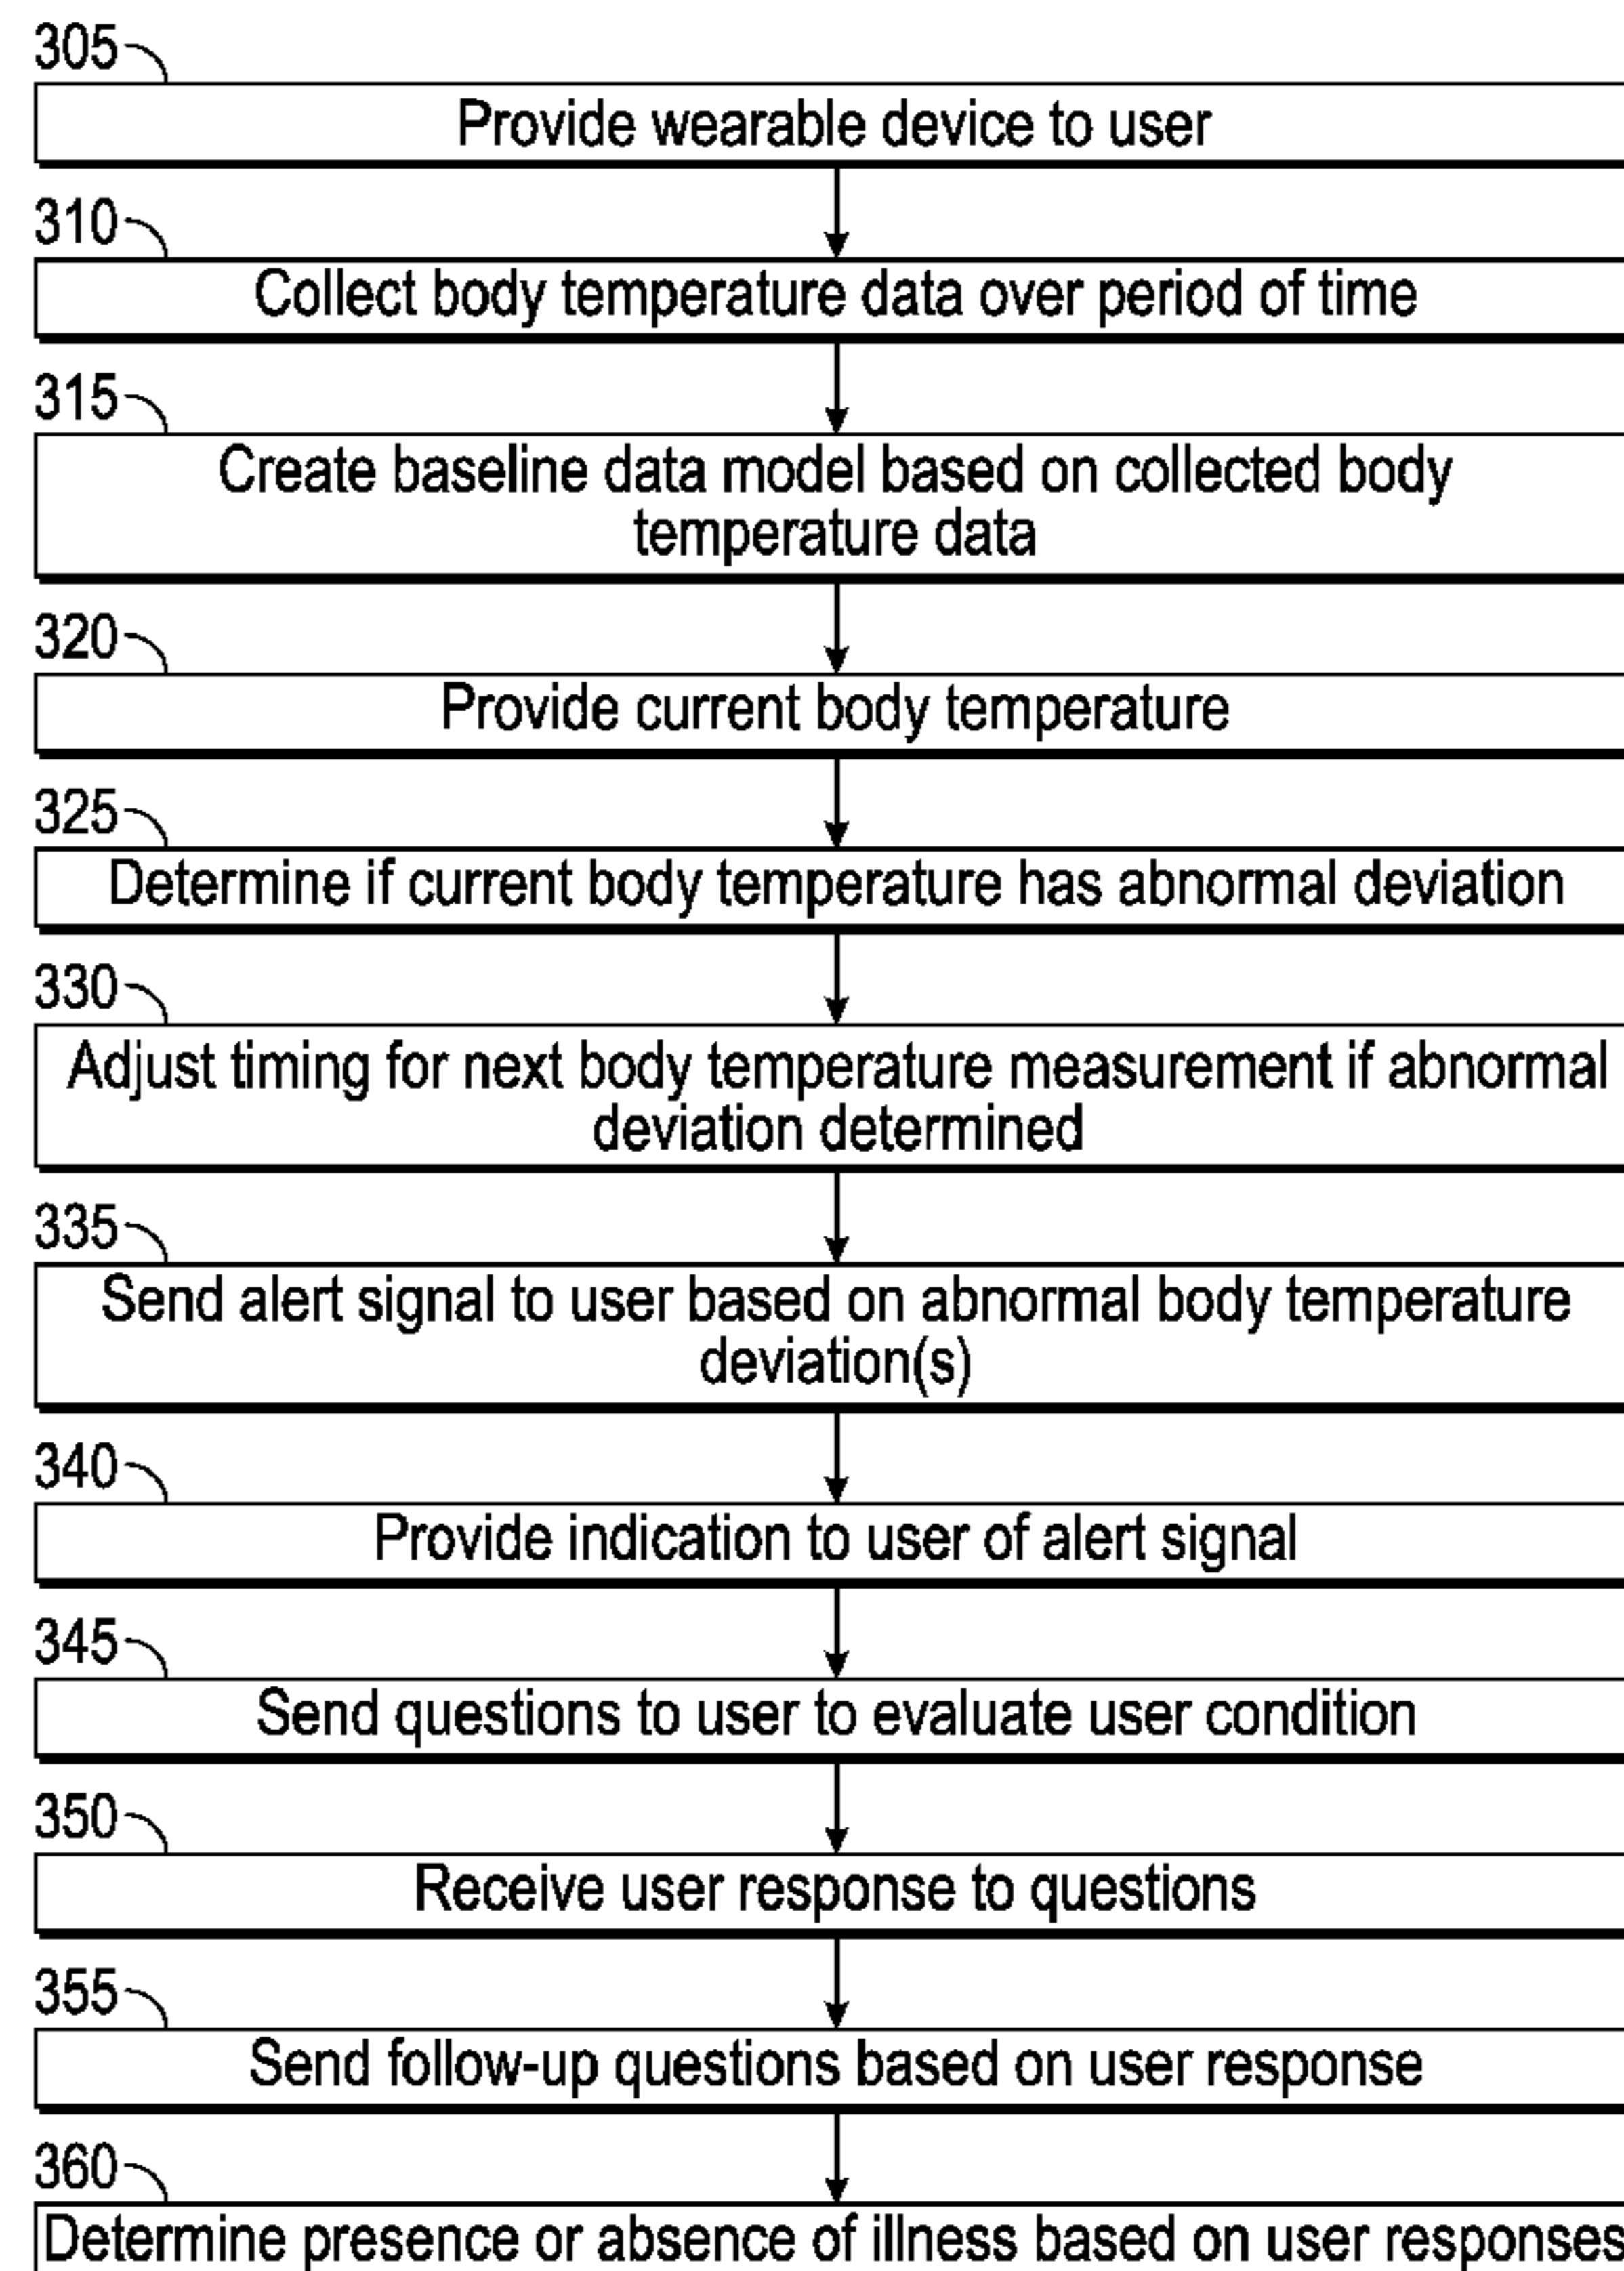 305
Provide wearable device to user
310
Collect body temperature data over period of time
315
Create baseline data model based on collected body
temperature data
320
Provide current body temperature
325
Determine if current body temperature has abnormal deviation
330
Adjust timing for next body temperature measurement if abnormal
deviation determined
335
Send alert signal to user based on abnormal body temperature
deviation(s)
340
Provide indication to user of alert signal
345
Send questions to user to evaluate user condition
350
Receive user response to questions
355
Send follow-up questions based on user response
360
Determine presence or absence of illness based on user responses